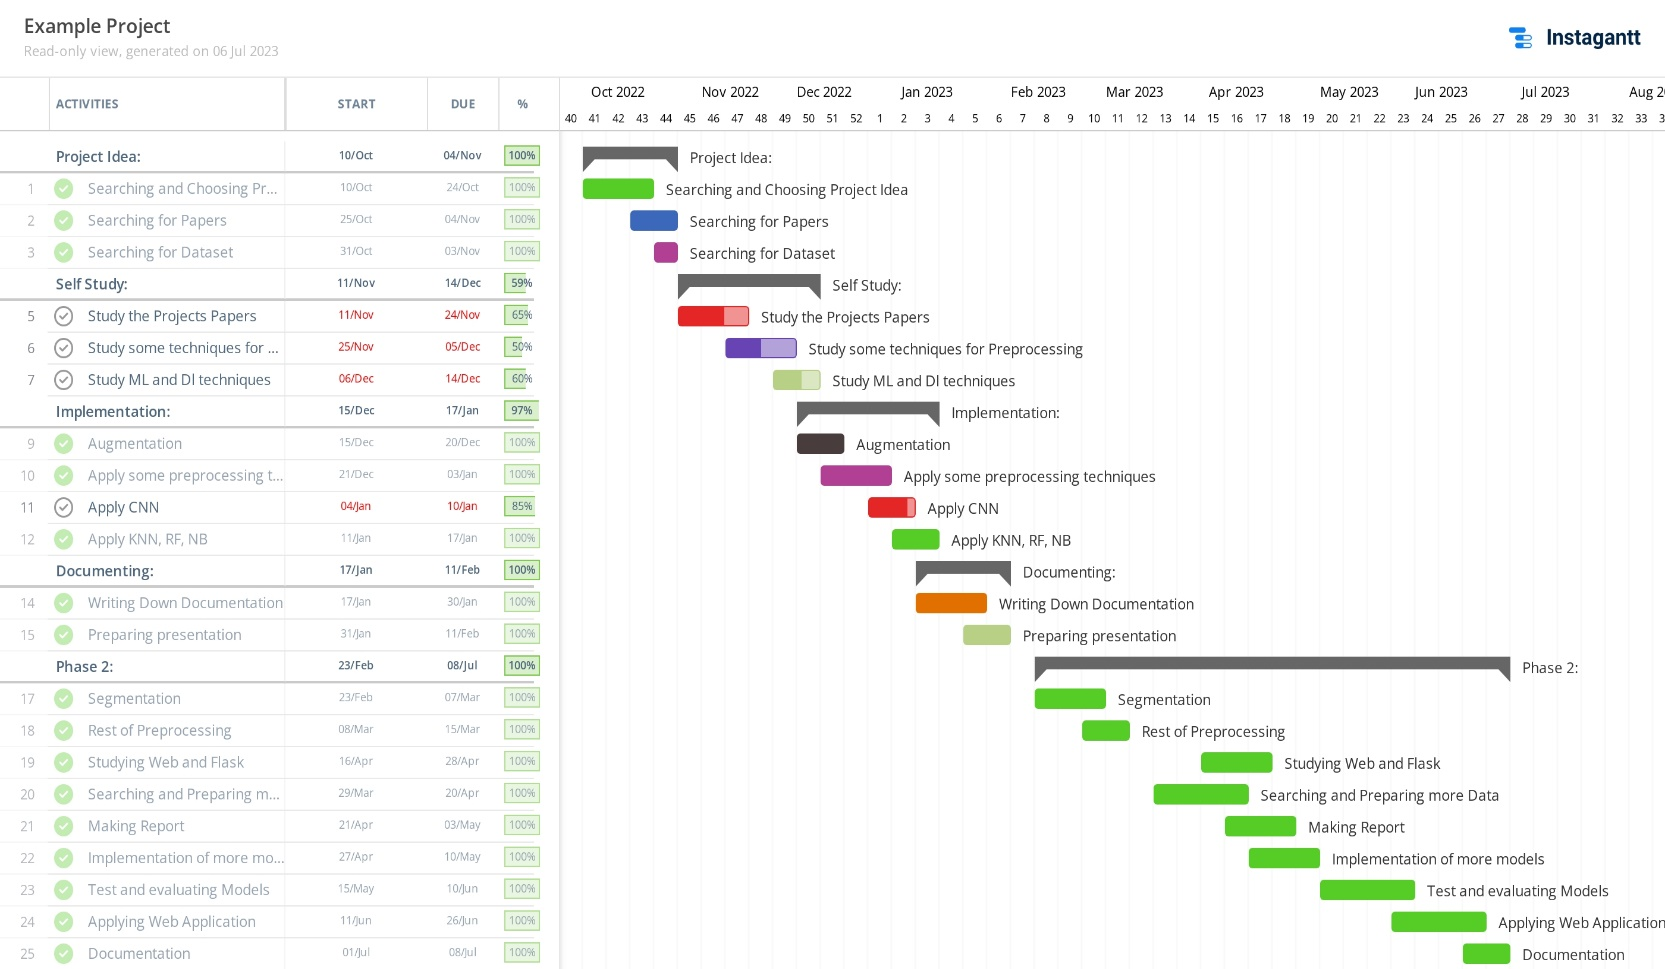 Example Project
Read-only view, generated on 06 Jul 2023
Instagantt
ACTIVITIES START DUE %
Oct 2022 Nov 2022 Dec 2022 Jan 2023 Feb 2023 Mar 2023 Apr 2023 May 2023 Jun 2023 Jul 2023 Aug 20
40 41 42 43 44 45 46 47 48 49 50 51 52 1 2 3 4 5 6 7 8 9 10 11 12 13 14 15 16 17 18 19 20 21 22 23 24 25 26 27 28 29 30 31 32 33
Project Idea: 10/Oct 04/Nov 100% Project Idea:
1 Searching and Choosing Pr... 10/Oct 24/Oct 100% Searching and Choosing Project Idea
2 Searching for Papers 25/Oct 04/Nov 100% Searching for Papers
3 Searching for Dataset 31/Oct 03/Nov 100% Searching for Dataset
Self Study: 11/Nov 14/Dec 59% Self Study:
5 Study the Projects Papers 11/Nov 24/Nov 65% Study the Projects Papers
6 Study some techniques for ... 25/Nov 05/Dec 50% Study some techniques for Preprocessing
7 Study ML and Dl techniques 06/Dec 14/Dec 60% Study ML and Dl techniques
Implementation: 15/Dec 17/Jan 97% Implementation:
9 Augmentation 15/Dec 20/Dec 100% Augmentation
10 Apply some preprocessing t... 21/Dec 03/Jan 100% Apply some preprocessing techniques
11 Apply CNN 04/Jan 10/Jan 85% Apply CNN
12 Apply KNN, RF, NB 11/Jan 17/Jan 100% Apply KNN, RF, NB
Documenting: 17/Jan 11/Feb 100% Documenting:
14 Writing Down Documentation 17/Jan 30/Jan 100% Writing Down Documentation
15 Preparing presentation 31/Jan 11/Feb 100% Preparing presentation
Phase 2: 23/Feb 08/Jul 100% Phase 2:
17 Segmentation 23/Feb 07/Mar 100% Segmentation
18 Rest of Preprocessing 08/Mar 15/Mar 100% Rest of Preprocessing
19 Studying Web and Flask 16/Apr 28/Apr 100% Studying Web and Flask
20 Searching and Preparing m... 29/Mar 20/Apr 100% Searching and Preparing more Data
21 Making Report 21/Apr 03/May 100% Making Report
22 Implementation of more mo... 27/Apr 10/May 100% Implementation of more models
23 Test and evaluating Models 15/May 10/Jun 100% Test and evaluating Models
24 Applying Web Application 11/Jun 26/Jun 100% Applying Web Application
25 Documentation 01/Jul 08/Jul 100% Documentation